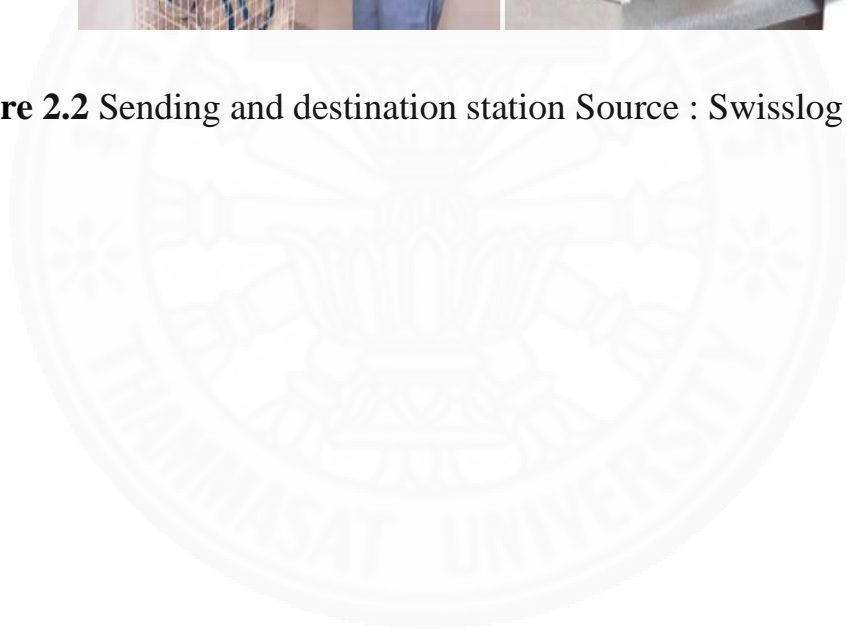 re 2.2 Sending and destination station Source : Swisslog
THAMMASAT UNIVERSITY